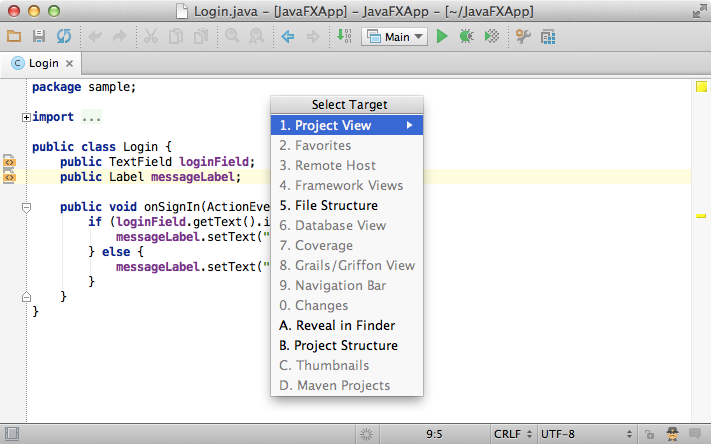 Login.java – [JavaFXApp] – JavaFXApp – [~/JavaFXApp]
Main
Login
package sample;
import ...
public class Login {
public TextField loginField;
public Label messageLabel;
public void onSignIn(ActionEve
if (loginField.getText().i
messageLabel.setText("
} else {
messageLabel.setText("
}
}
}
Select Target
1. Project View
2. Favorites
3. Remote Host
4. Framework Views
5. File Structure
6. Database View
7. Coverage
8. Grails/Griffon View
9. Navigation Bar
0. Changes
A. Reveal in Finder
B. Project Structure
C. Thumbnails
D. Maven Projects
9:5
CRLF
UTF-8